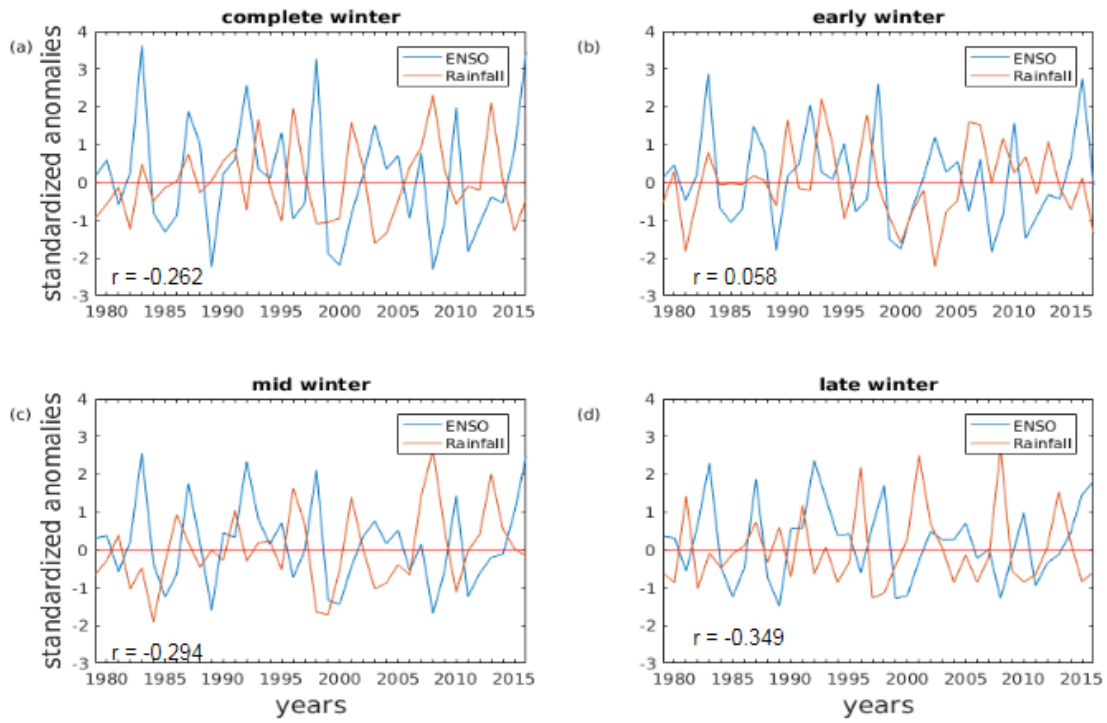 complete winter
(a)
standardized anomalies
4
3
2
1
0
-1
-2
-3
ENSO
Rainfall
r = -0.262
1980 1985 1990 1995 2000 2005 2010 2015
early winter
(b)
4
3
2
1
0
-1
-2
-3
ENSO
Rainfall
r = 0.058
1980 1985 1990 1995 2000 2005 2010 2015
mid winter
(c)
standardized anomalies
4
3
2
1
0
-1
-2
-3
ENSO
Rainfall
r = -0.294
1980 1985 1990 1995 2000 2005 2010 2015
years
late winter
(d)
4
3
2
1
0
-1
-2
-3
ENSO
Rainfall
r = -0.349
1980 1985 1990 1995 2000 2005 2010 2015
years